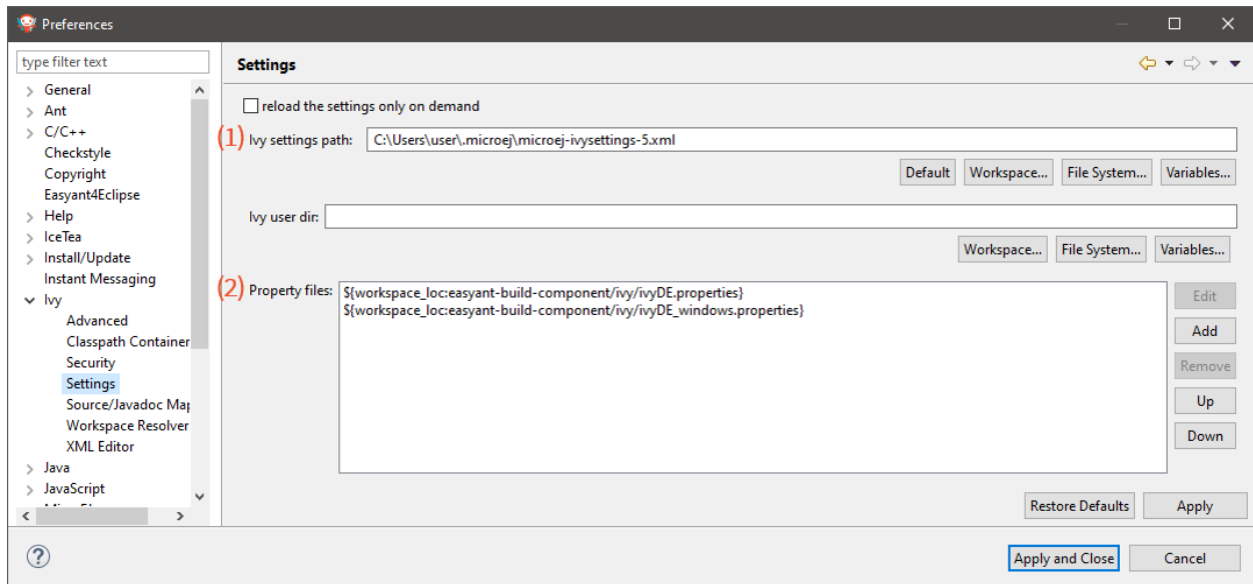 Preferences
type filter text
Settings
General
Ant
C/C++
Checkstyle
Copyright
Easyant4Eclipse
Help
IceTea
Install/Update
Instant Messaging
Ivy
Advanced
Classpath Container
Security
Settings
Source/Javadoc Map
Workspace Resolver
XML Editor
Java
JavaScript
reload the settings only on demand
(1) Ivy settings path: C:\Users\user\.microej\microej-ivysettings-5.xml
Default Workspace... File System... Variables...
Ivy user dir:
Workspace... File System... Variables...
(2) Property files: ${workspace_loc:easyant-build-component/ivy/ivyDE.properties}
${workspace_loc:easyant-build-component/ivy/ivyDE_windows.properties}
Edit
Add
Remove
Up
Down
Restore Defaults Apply
? Apply and Close Cancel